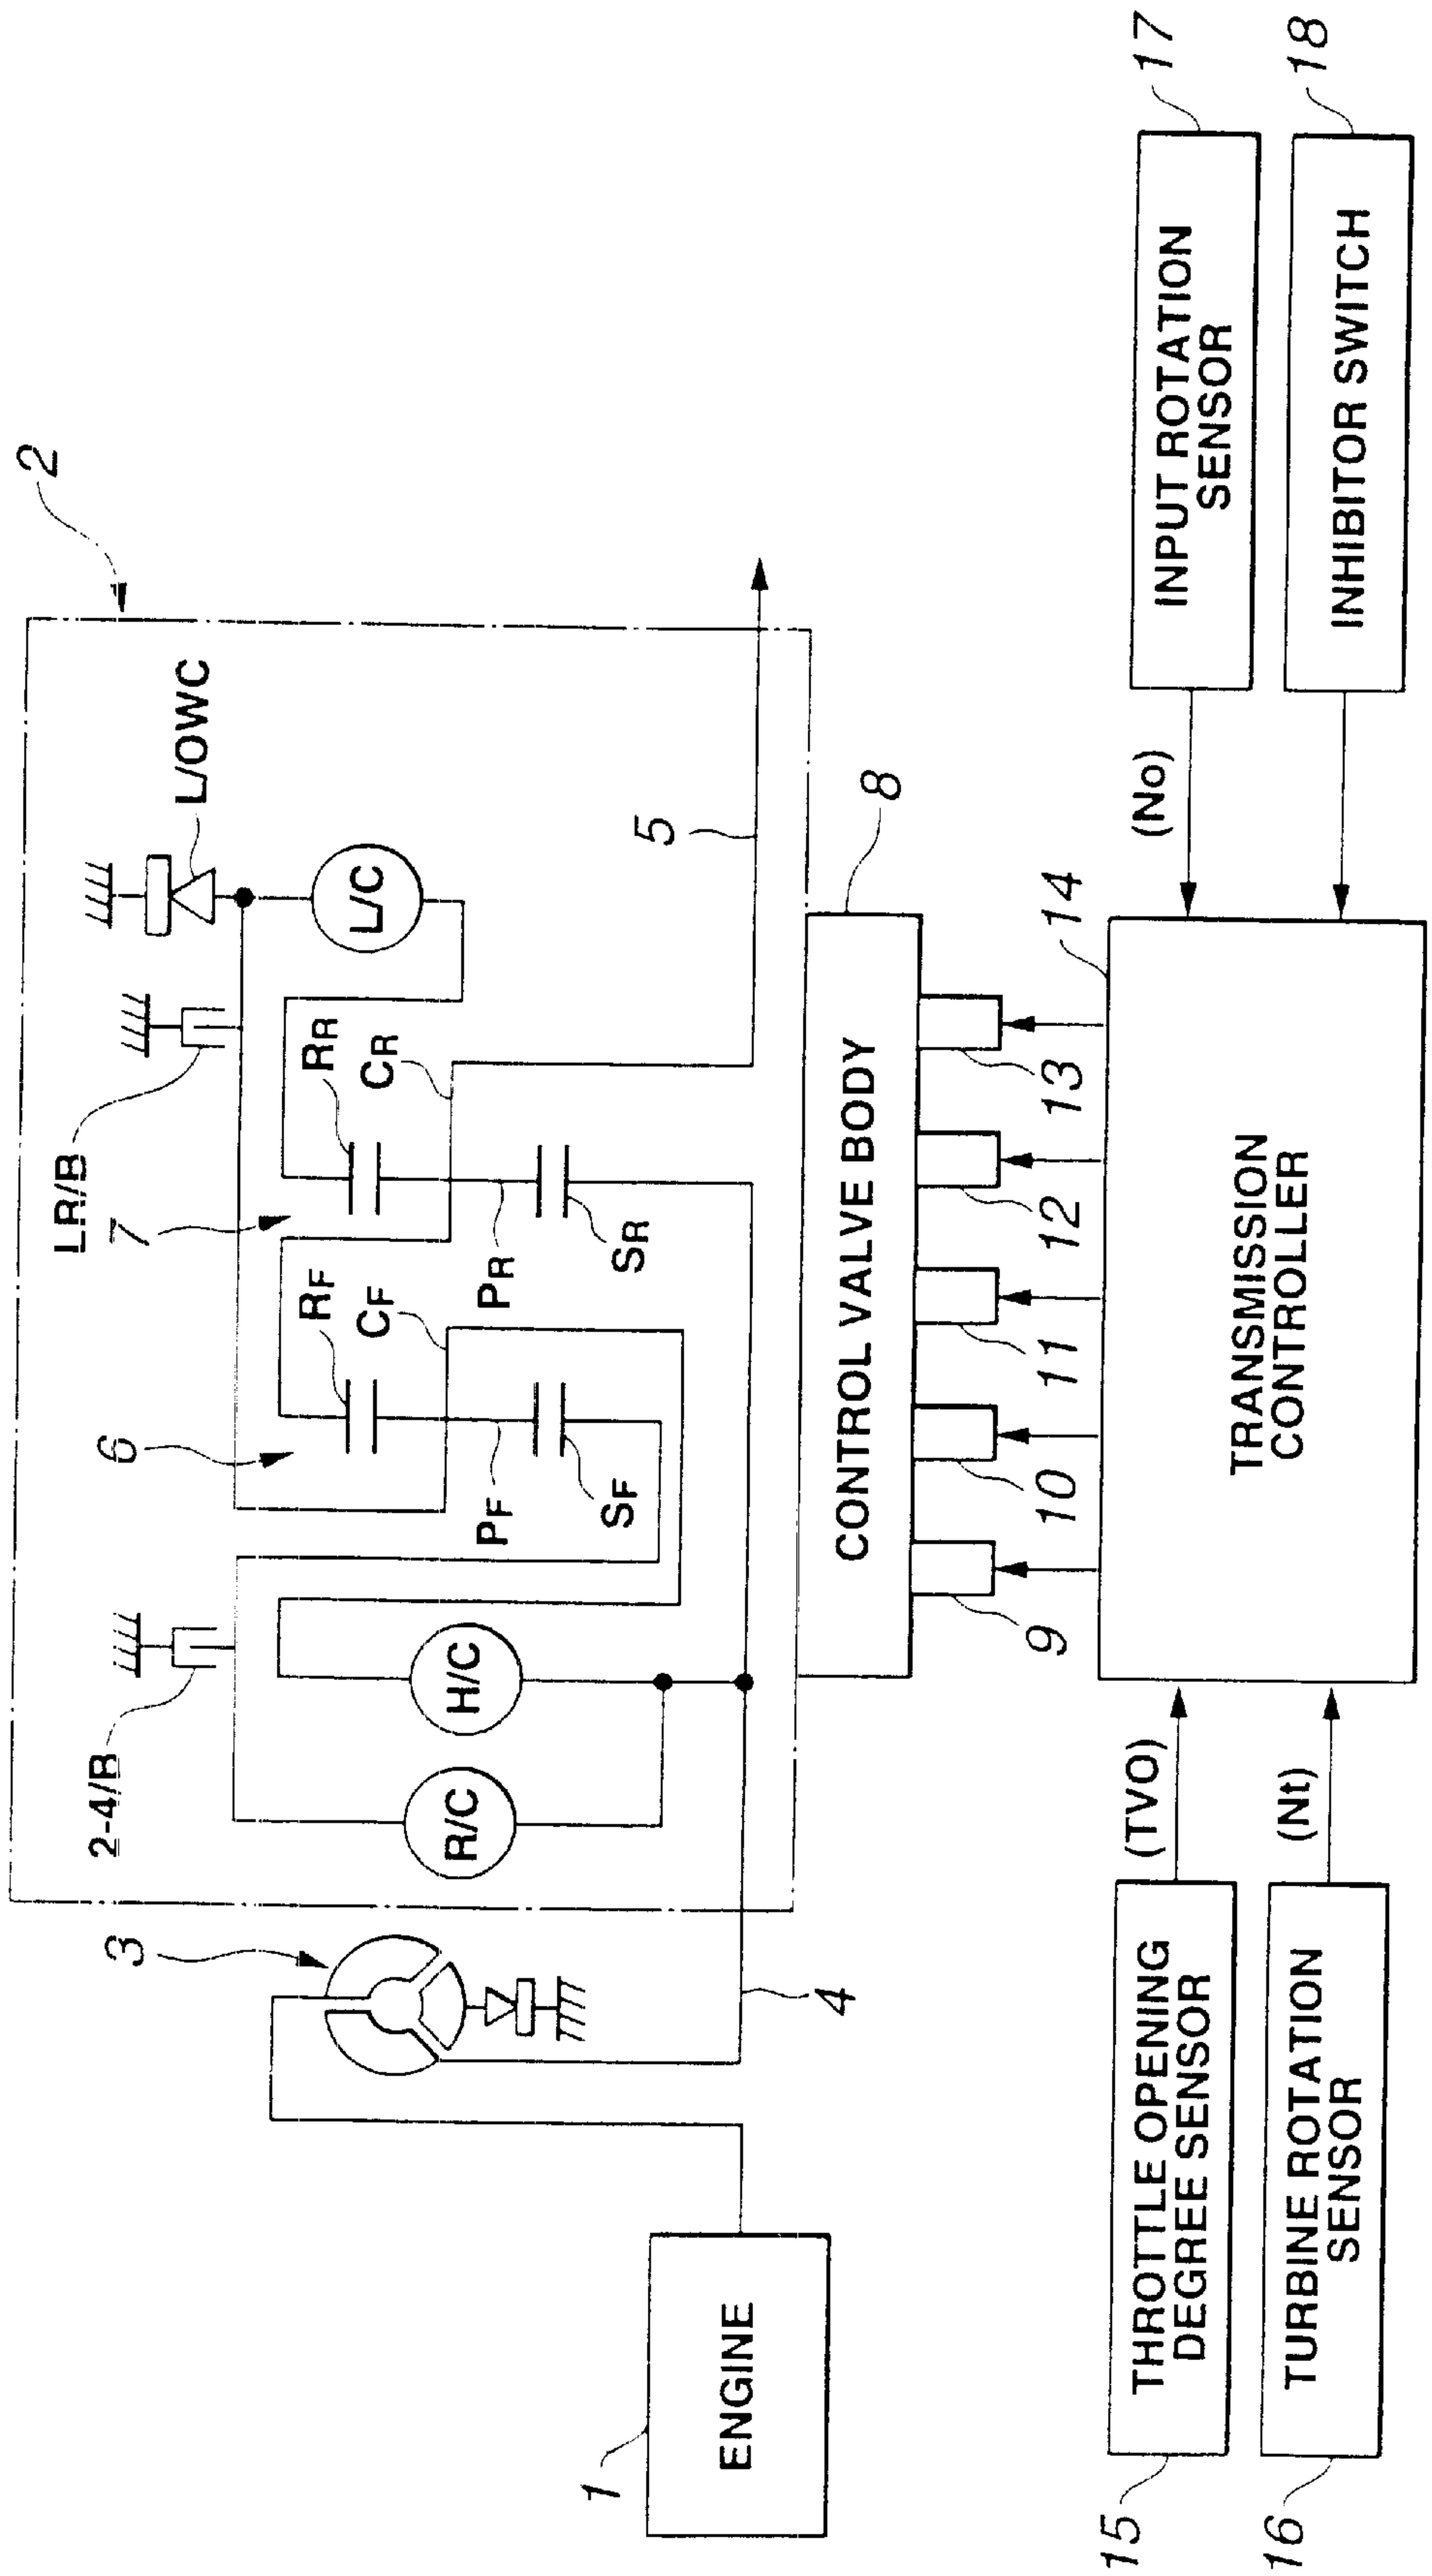 2
L/OWC
LR/B
2-4/B
7
6
3
RR
CR
RF
CF
L/C
H/C
R/C
PR
SR
PF
SF
5
4
1
ENGINE
8
CONTROL VALVE BODY
9
10
11
12
13
14
TRANSMISSION
CONTROLLER
(TVO)
(Nt)
(No)
15
THROTTLE OPENING
DEGREE SENSOR
16
TURBINE ROTATION
SENSOR
17
INPUT ROTATION
SENSOR
18
INHIBITOR SWITCH